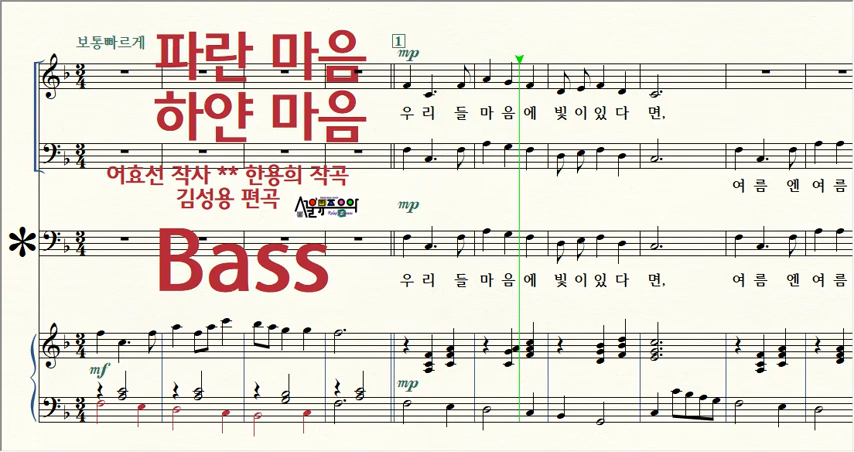 보통빠르게
파란 마음
하얀 마음
어효선 작사 ** 한용희 작곡
김성용 편곡
Bass
1
mp
우 리 들 마 음 에 빛 이 있 다 면,
여 름 엔 여 름
mp
*
우 리 들 마 음 에 빛 이 있 다 면, 여 름 엔 여 름
mf
mp